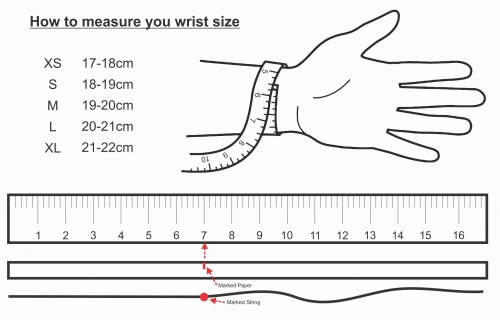 How to measure you wrist size
XS 17-18cm
S 18-19cm
M 19-20cm
L 20-21cm
XL 21-22cm
5
6
7
8
9
10
1 2 3 4 5 6 7 8 9 10 11 12 13 14 15 16
Marked Paper
Marked String